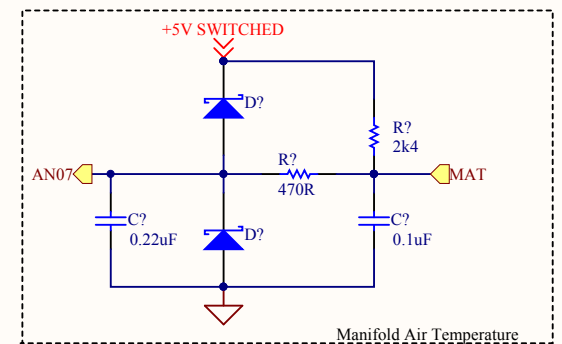 +5V SWITCHED
D?
R?
2k4
AN07
R?
470R
MAT
C?
0.22uF
D?
C?
0.1uF
Manifold Air Temperature